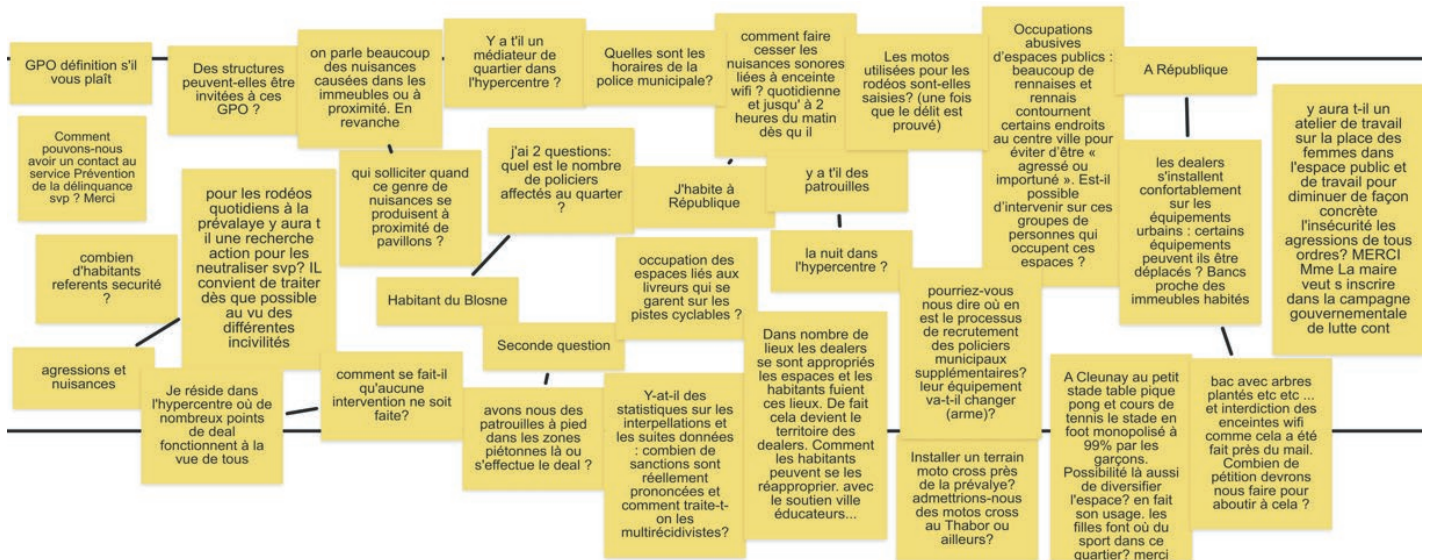 GPO définition s'il
vous plaît
Des structures
peuvent-elles être
invitées à ces
GPO ?
on parle beaucoup
des nuisances
causées dans les
immeubles ou à
proximité. En
revanche
Y a t'il un
médiateur de
quartier dans
l'hypercentre ?
Quelles sont les
horaires de la
police municipale?
comment faire
cesser les
nuisances sonores
liées à enceinte
wifi ? quotidienne
et jusqu' à 2
heures du matin
dès qu il
Les motos
utilisées pour les
rodéos sont-elles
saisies? (une fois
que le délit est
prouvé)
Occupations
abusives
d'espaces publics :
beaucoup de
rennaises et
rennais
contournent
certains endroits
au centre ville pour
éviter d'être «
agressé ou
importuné ». Est-il
possible
d'intervenir sur ces
groupes de
personnes qui
occupent ces
espaces ?
A République
y aura t-il un
atelier de travail
sur la place des
femmes dans
l'espace public et
de travail pour
diminuer de façon
concrète
l'insécurité les
agressions de tous
ordres? MERCI
Mme La maire
veut s inscrire
dans la campagne
gouvernementale
de lutte cont
Comment
pouvons-nous
avoir un contact au
service Prévention
de la délinquance
svp ? Merci
pour les rodéos
quotidiens à la
prévalaye y aura t
il une recherche
action pour les
neutraliser svp? IL
convient de traiter
dès que possible
au vu des
différentes
incivilités
qui solliciter quand
ce genre de
nuisances se
produisent à
proximité de
pavillons ?
j'ai 2 questions:
quel est le nombre
de policiers
affectés au quarter
?
J'habite à
République
y a t'il des
patrouilles
les dealers
s'installent
confortablement
sur les
équipements
urbains : certains
équipements
peuvent ils être
déplacés ? Bancs
proche des
immeubles habités
combien
d'habitants
referents securité
?
Habitant du Blosne
occupation des
espaces liés aux
livreurs qui se
garent sur les
pistes cyclables ?
la nuit dans
l'hypercentre ?
pourriez-vous
nous dire où en
est le processus
de recrutement
des policiers
municipaux
supplémentaires?
leur équipement
va-t-il changer
(arme)?
agressions et
nuisances
Je réside dans
l'hypercentre où de
nombreux points
de deal
fonctionnent à la
vue de tous
comment se fait-il
qu'aucune
intervention ne soit
faite?
Seconde question
avons nous des
patrouilles à pied
dans les zones
piétonnes là ou
s'effectue le deal ?
Y-at-il des
statistiques sur les
interpellations et
les suites données
: combien de
sanctions sont
réellement
prononcées et
comment traite-t-
on les
multirécidivistes?
Dans nombre de
lieux les dealers
se sont appropriés
les espaces et les
habitants fuient
ces lieux. De fait
cela devient le
territoire des
dealers. Comment
les habitants
peuvent se les
réapproprier. avec
le soutien ville
éducateurs...
Installer un terrain
moto cross près
de la prévalye?
admettrions-nous
des motos cross
au Thabor ou
ailleurs?
A Cleunay au petit
stade table pique
pong et cours de
tennis le stade en
foot monopolisé à
99% par les
garçons.
Possibilité là aussi
de diversifier
l'espace? en fait
son usage. les
filles font où du
sport dans ce
quartier? merci
bac avec arbres
plantés etc etc ...
et interdiction des
enceintes wifi
comme cela a été
fait près du mail.
Combien de
pétition devrons
nous faire pour
aboutir à cela ?